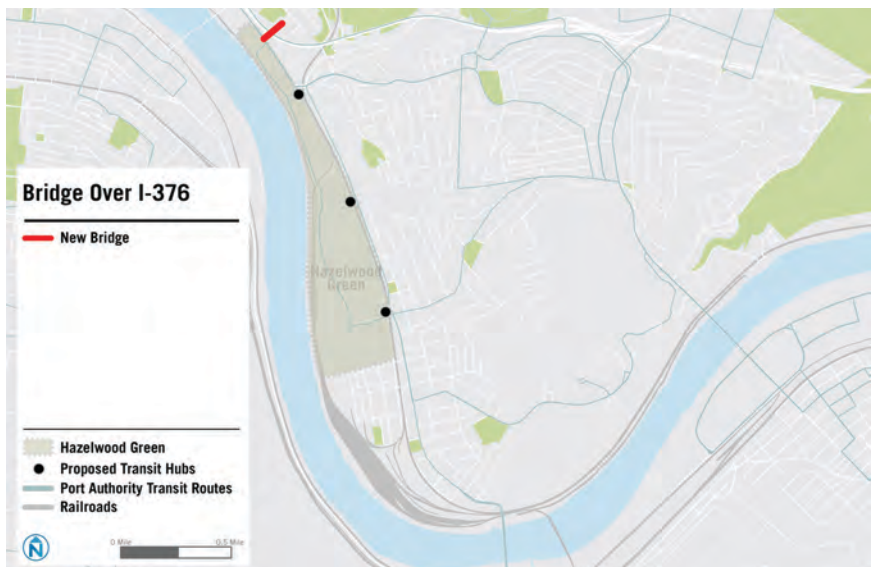 Bridge Over I-376
New Bridge
Hazelwood
Green
Hazelwood Green
Proposed Transit Hubs
Port Authority Transit Routes
Railroads
N
0 Mile
0.5 Mile